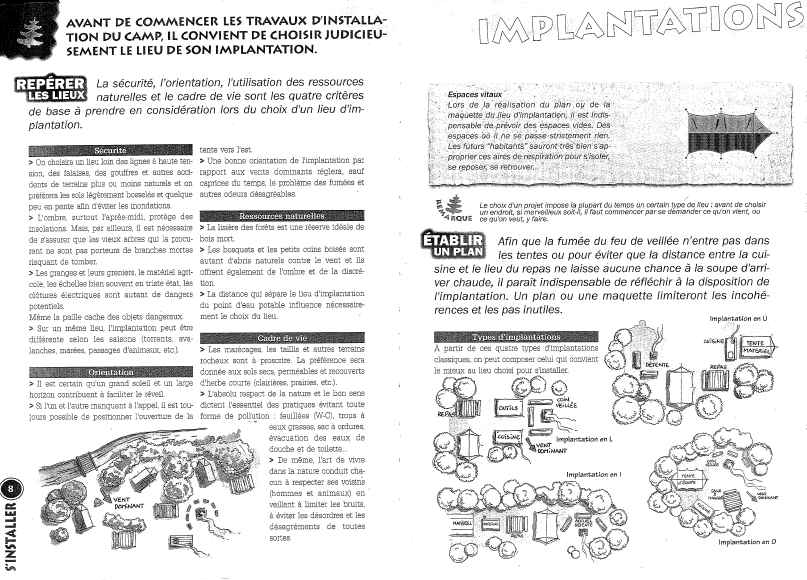 AVANT DE COMMENCER LES TRAVAUX D'INSTALLA-
TION DU CAMP, IL CONVIENT DE CHOISIR JUDICIEU-
SEMENT LE LIEU DE SON IMPLANTATION.
REPÉRER
LES LIEUX
La sécurité, l'orientation, l'utilisation des ressources
naturelles et le cadre de vie sont les quatre critères
de base à prendre en considération lors du choix d'un lieu d'im-
plantation.
Sécurité
> On choisira un lieu loin des lignes à haute ten-
sion, des falaises, des gouffres et autres acci-
dents de terrains plus ou moins naturels et on
préférera les sols légèrement bosselés et quelque
peu en pente afin d'éviter les inondations.
> L'ombre, surtout l'après-midi, protège des
insolations. Mais, par ailleurs, il est nécessaire
de s'assurer que les vieux arbres qui la procu-
rent ne sont pas porteurs de branches mortes
risquant de tomber.
> Les granges et leurs greniers, le matériel agri-
cole, les échelles bien souvent en triste état, les
clôtures électriques sont autant de dangers
potentiels.
Même la paille cache des objets dangereux.
> Sur un même lieu, l'implantation peut être
différente selon les saisons (torrents, ava-
lanches, marées, passages d'animaux, etc.).
Orientation
> Il est certain qu'un grand soleil et un large
horizon contribuent à faciliter le réveil.
> Si l'un et l'autre manquent à l'appel, il est tou-
jours possible de positionner l'ouverture de la
tente vers l'est.
> Une bonne orientation de l'implantation par
rapport aux vents dominants réglera, sauf
caprices du temps, le problème des fumées et
autres odeurs désagréables.
Ressources naturelles
> La lisière des forêts est une réserve idéale de
bois mort.
> Les bosquets et les petits coins boisés sont
autant d'abris naturels contre le vent et ils
offrent également de l'ombre et de la discré-
tion.
> La distance qui sépare le lieu d'implantation
du point d'eau potable influence nécessaire-
ment le choix du lieu.
Cadre de vie
> Les marécages, les taillis et autres terrains
rocheux sont à proscrire. La préférence sera
donnée aux sols secs, perméables et recouverts
d'herbe courte (clairières, prairies, etc.).
> L'absolu respect de la nature et le bon sens
dictent l'essentiel des pratiques évitant toute
forme de pollution : feuillées (W-C), trous à
eaux grasses, sac à ordures,
évacuation des eaux de
douche et de toilette...
> De même, l'art de vivre
dans la nature conduit cha-
cun à respecter ses voisins
(hommes et animaux) en
veillant à limiter les bruits,
à éviter les désordres et les
désagréments de toutes
sortes.
VENT
DOMINANT
8
S'INSTALLER
IMPLANTATIONS
Espaces vitaux
Lors de la réalisation du plan ou de la
maquette du lieu d'implantation, il est indis-
pensable de prévoir des espaces vides. Des
espaces où il ne se passe strictement rien.
Les futurs "habitants" sauront très bien s'ap-
proprier ces aires de respiration pour s'isoler,
se reposer, se retrouver...
REMARQUE
Le choix d'un projet impose la plupart du temps un certain type de lieu : avant de choisir
un endroit, si merveilleux soit-il, il faut commencer par se demander ce qu'on vient, ou
ce qu'on veut, y faire.
ÉTABLIR
UN PLAN
Afin que la fumée du feu de veillée n'entre pas dans
les tentes ou pour éviter que la distance entre la cui-
sine et le lieu du repas ne laisse aucune chance à la soupe d'arri-
ver chaude, il paraît indispensable de réfléchir à la disposition de
l'implantation. Un plan ou une maquette limiteront les incohé-
rences et les pas inutiles.
Types d'implantations
À partir de ces quatre types d'implantations
classiques, on peut composer celui qui convient
le mieux au lieu choisi pour s'installer.
Implantation en U
CUISINE
TENTE
MATÉRIEL
DÉTENTE
REPAS
REPAS
OUTILS
COIN
VEILLÉE
CUISINE
VENT
DOMINANT
Implantation en L
Implantation en I
MATÉRIEL
REPAS
TENTE
D'ÉQUIPE
VENT
DOMINANT
Implantation en O